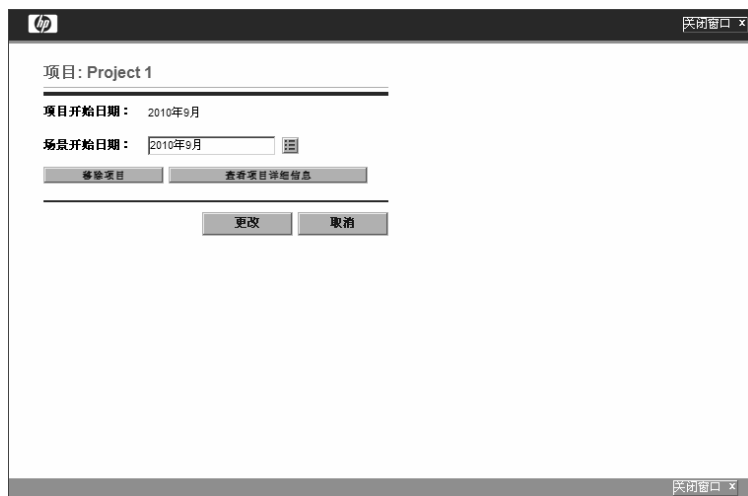 hp
关闭窗口 x
项目: Project 1
项目开始日期： 2010年9月
场景开始日期： 2010年9月
移除项目 查看项目详细信息
更改 取消
关闭窗口 x